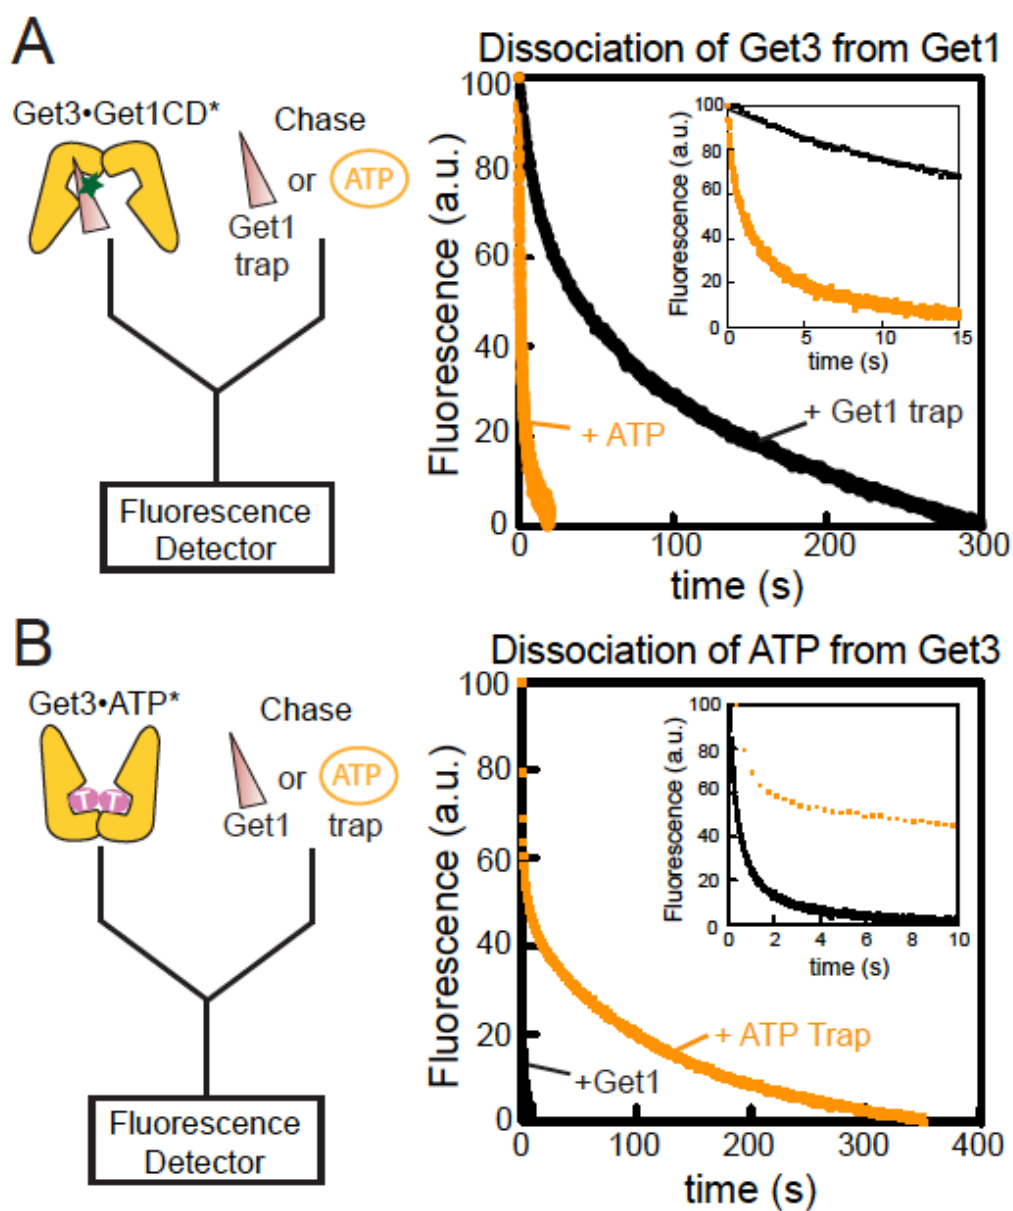 A
Dissociation of Get3 from Get1
Get3•Get1CD*
Chase
or
ATP
Get1
trap
Fluorescence
Detector
Fluorescence (a.u.)
100
80
60
40
20
0
0
100
200
300
time (s)
+ ATP
+ Get1 trap
Fluorescence (a.u.)
100
80
60
40
20
0
0
5
10
15
time (s)
B
Dissociation of ATP from Get3
Get3•ATP*
T T
Chase
or
ATP
Get1 trap
Fluorescence
Detector
Fluorescence (a.u.)
100
80
60
40
20
0
0
100
200
300
400
time (s)
+ ATP Trap
+Get1
Fluorescence (a.u.)
100
80
60
40
20
0
0
2
4
6
8
10
time (s)